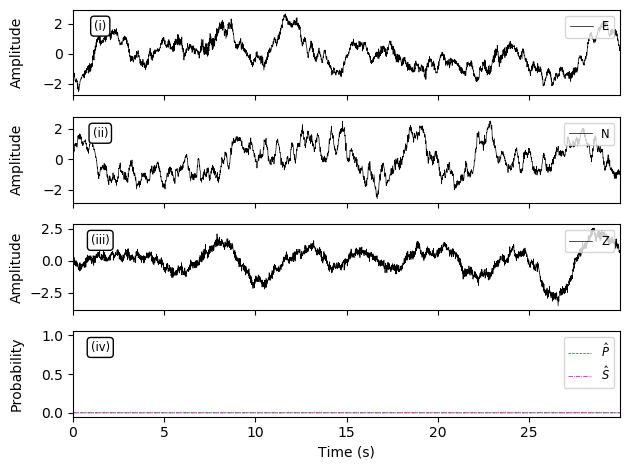 Amplitude
2
0
−2
(i)
E
Amplitude
2
0
−2
(ii)
N
Amplitude
2.5
0.0
−2.5
(iii)
Z
Probability
1.0
0.5
0.0
(iv)
P̂
Ŝ
0 5 10 15 20 25
Time (s)